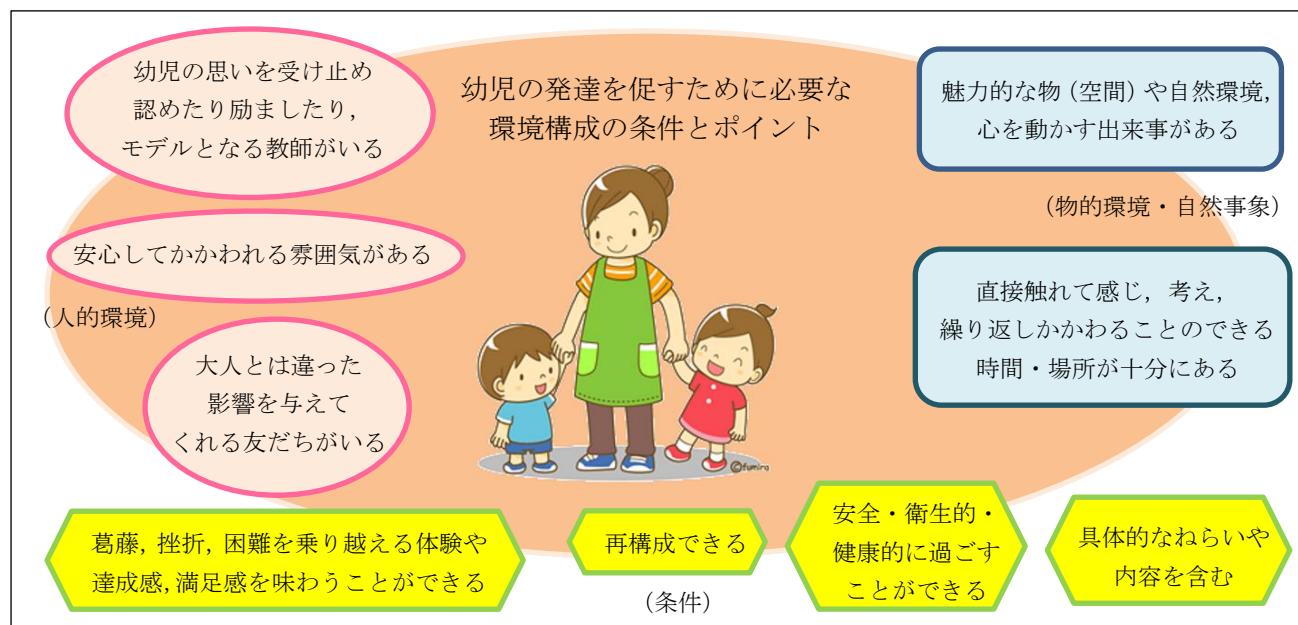 幼児の発達を促すために必要な
環境構成の条件とポイント
幼児の思いを受け止め
認めたり励ましたり，
モデルとなる教師がいる
安心してかかわれる雰囲気がある
（人的環境）
大人とは違った
影響を与えて
くれる友だちがいる
魅力的な物（空間）や自然環境，
心を動かす出来事がある
（物的環境・自然事象）
直接触れて感じ，考え，
繰り返しかかわることのできる
時間・場所が十分にある
©fumira
葛藤，挫折，困難を乗り越える体験や
達成感，満足感を味わうことができる
再構成できる
（条件）
安全・衛生的・
健康的に過ごす
ことができる
具体的なねらいや
内容を含む